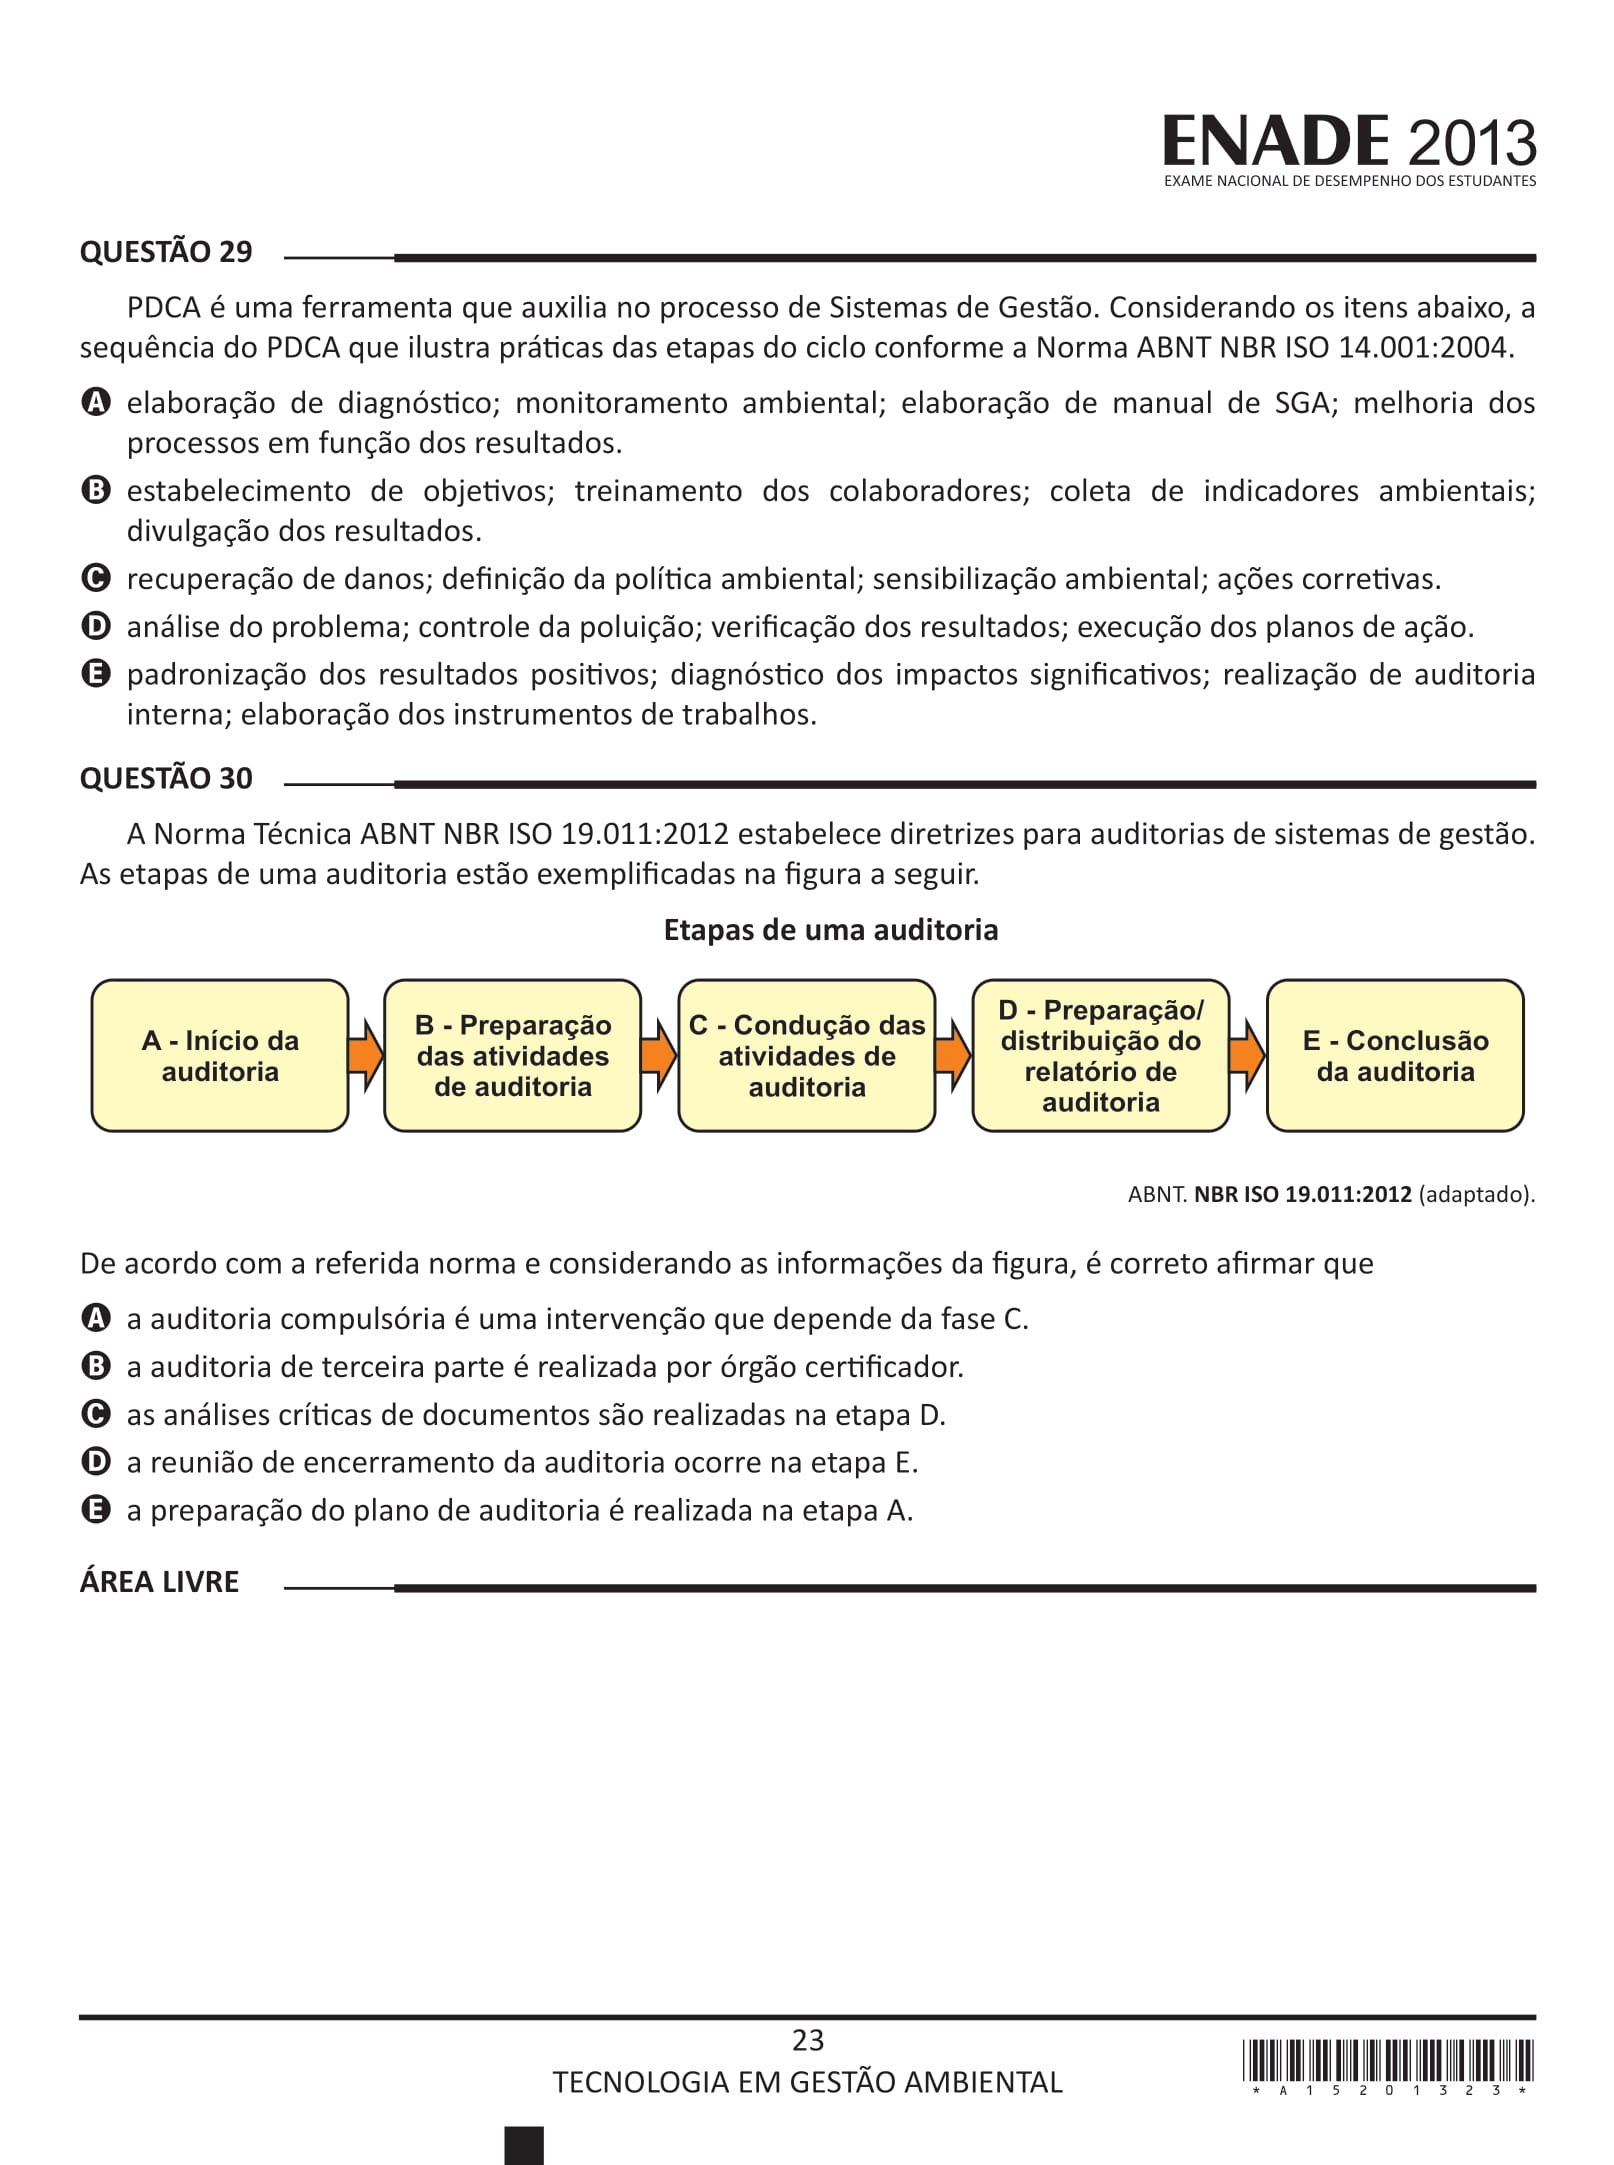 ENADE 2013
EXAME NACIONAL DE DESEMPENHO DOS ESTUDANTES
QUESTÃO 29
PDCA é uma ferramenta que auxilia no processo de Sistemas de Gestão. Considerando os itens abaixo, a
sequência do PDCA que ilustra práticas das etapas do ciclo conforme a Norma ABNT NBR ISO 14.001:2004.
A elaboração de diagnóstico; monitoramento ambiental; elaboração de manual de SGA; melhoria dos
processos em função dos resultados.
B estabelecimento de objetivos; treinamento dos colaboradores; coleta de indicadores ambientais;
divulgação dos resultados.
C recuperação de danos; definição da política ambiental; sensibilização ambiental; ações corretivas.
D análise do problema; controle da poluição; verificação dos resultados; execução dos planos de ação.
E padronização dos resultados positivos; diagnóstico dos impactos significativos; realização de auditoria
interna; elaboração dos instrumentos de trabalhos.
QUESTÃO 30
A Norma Técnica ABNT NBR ISO 19.011:2012 estabelece diretrizes para auditorias de sistemas de gestão.
As etapas de uma auditoria estão exemplificadas na figura a seguir.
Etapas de uma auditoria
A - Início da
auditoria
B - Preparação
das atividades
de auditoria
C - Condução das
atividades de
auditoria
D - Preparação/
distribuição do
relatório de
auditoria
E - Conclusão
da auditoria
ABNT. NBR ISO 19.011:2012 (adaptado).
De acordo com a referida norma e considerando as informações da figura, é correto afirmar que
A a auditoria compulsória é uma intervenção que depende da fase C.
B a auditoria de terceira parte é realizada por órgão certificador.
C as análises críticas de documentos são realizadas na etapa D.
D a reunião de encerramento da auditoria ocorre na etapa E.
E a preparação do plano de auditoria é realizada na etapa A.
ÁREA LIVRE
23
TECNOLOGIA EM GESTÃO AMBIENTAL
* A 1 5 2 0 1 3 2 3 *